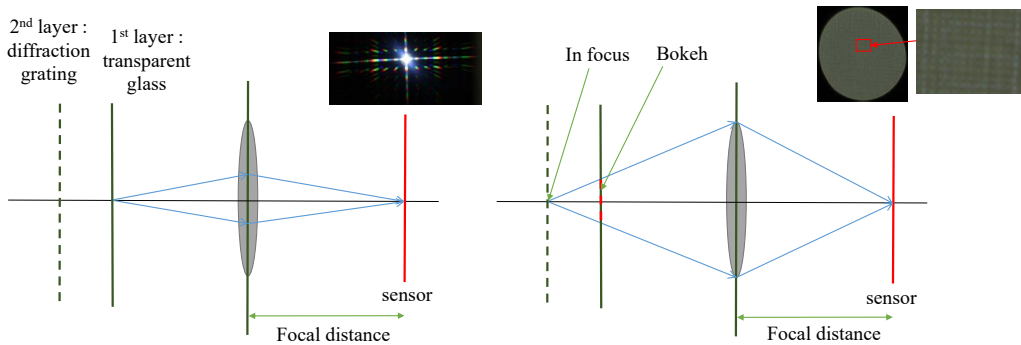 2nd layer :
diffraction
grating
1st layer :
transparent
glass
sensor
Focal distance
In focus
Bokeh
sensor
Focal distance